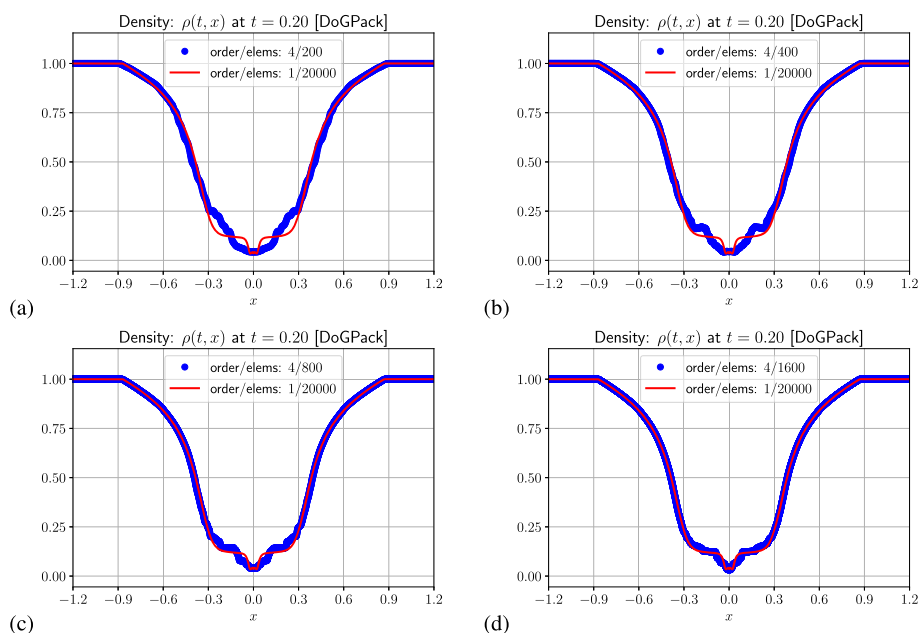 Density: ρ(t, x) at t = 0.20 [DoGPack]
order/elems: 4/200
order/elems: 1/20000
1.00
0.75
0.50
0.25
0.00
−1.2 −0.9 −0.6 −0.3 0.0 0.3 0.6 0.9 1.2
x
(a)
Density: ρ(t, x) at t = 0.20 [DoGPack]
order/elems: 4/400
order/elems: 1/20000
1.00
0.75
0.50
0.25
0.00
−1.2 −0.9 −0.6 −0.3 0.0 0.3 0.6 0.9 1.2
x
(b)
Density: ρ(t, x) at t = 0.20 [DoGPack]
order/elems: 4/800
order/elems: 1/20000
1.00
0.75
0.50
0.25
0.00
−1.2 −0.9 −0.6 −0.3 0.0 0.3 0.6 0.9 1.2
x
(c)
Density: ρ(t, x) at t = 0.20 [DoGPack]
order/elems: 4/1600
order/elems: 1/20000
1.00
0.75
0.50
0.25
0.00
−1.2 −0.9 −0.6 −0.3 0.0 0.3 0.6 0.9 1.2
x
(d)